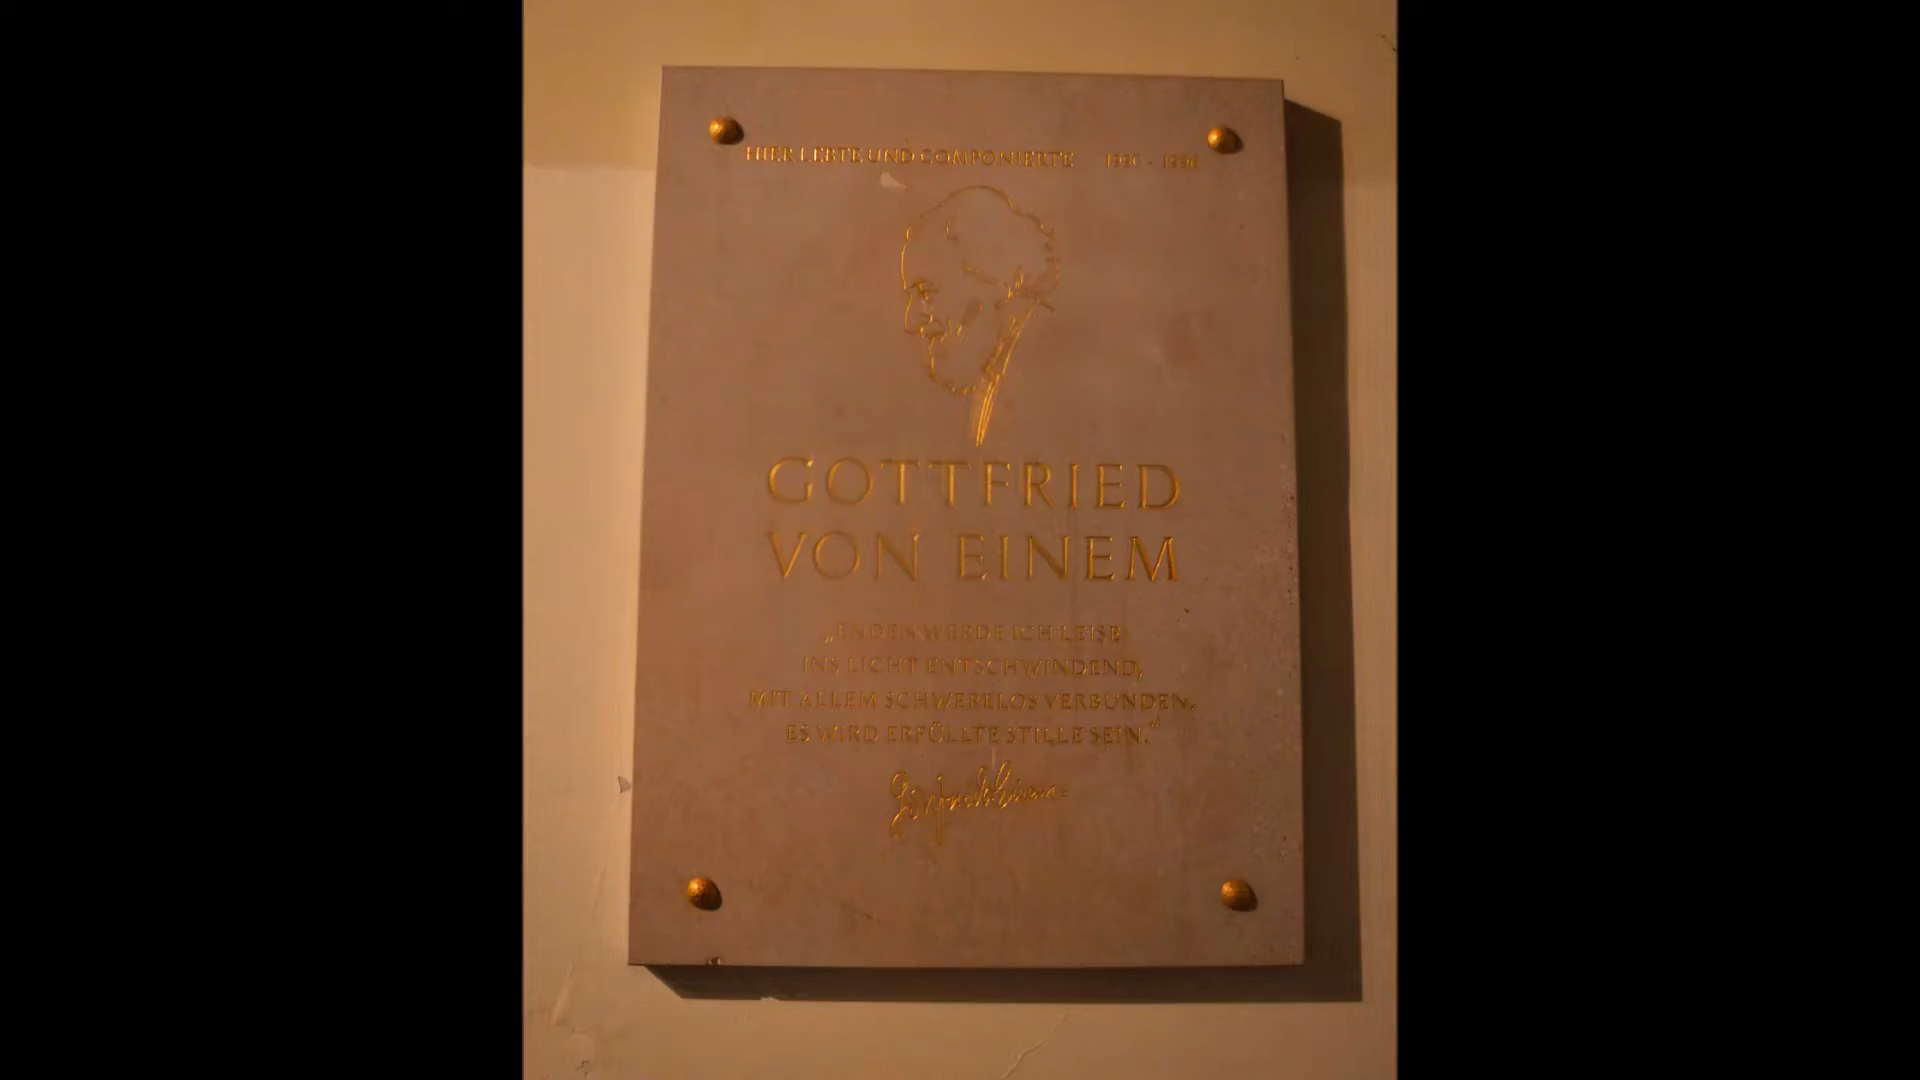 HIER LEBTE UND COMPONIERTE
GOTTFRIED
VON EINEM
„ENDEN WERDE ICH LEISE
INS LICHT ENTSCHWINDEND,
MIT ALLEM SCHWERELOS VERBUNDEN.
ES WIRD ERFÜLLTE STILLE SEIN.“